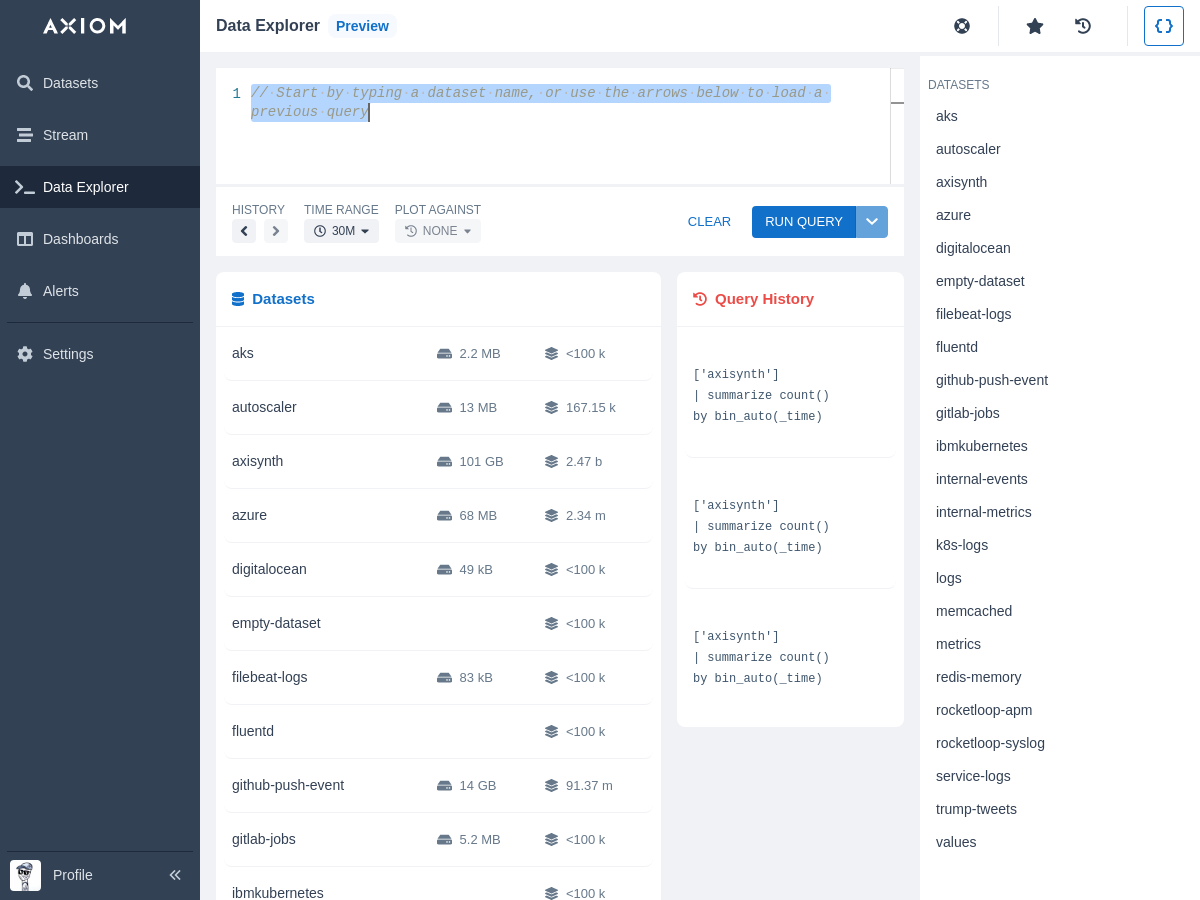 AXIOM
Datasets
Stream
Data Explorer
Dashboards
Alerts
Settings
Profile
Data Explorer Preview
1 // Start by typing a dataset name, or use the arrows below to load a
previous query
HISTORY TIME RANGE PLOT AGAINST
30M NONE
CLEAR RUN QUERY
Datasets
aks 2.2 MB <100 k
autoscaler 13 MB 167.15 k
axisynth 101 GB 2.47 b
azure 68 MB 2.34 m
digitalocean 49 kB <100 k
empty-dataset <100 k
filebeat-logs 83 kB <100 k
fluentd <100 k
github-push-event 14 GB 91.37 m
gitlab-jobs 5.2 MB <100 k
ibmkubernetes <100 k
Query History
['axisynth']
| summarize count()
by bin_auto(_time)
['axisynth']
| summarize count()
by bin_auto(_time)
['axisynth']
| summarize count()
by bin_auto(_time)
DATASETS
aks
autoscaler
axisynth
azure
digitalocean
empty-dataset
filebeat-logs
fluentd
github-push-event
gitlab-jobs
ibmkubernetes
internal-events
internal-metrics
k8s-logs
logs
memcached
metrics
redis-memory
rocketloop-apm
rocketloop-syslog
service-logs
trump-tweets
values